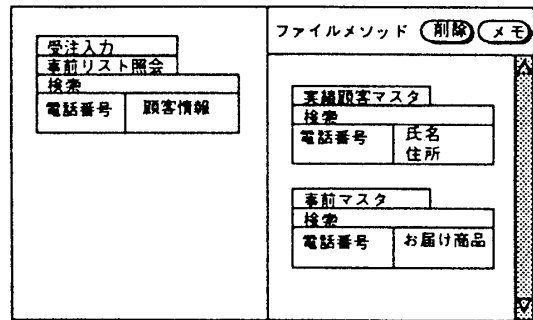 受注入力
事前リスト照会
検索
電話番号 顧客情報
ファイルメソッド 削除 メモ
実績顧客マスタ
検索
電話番号 氏名
住所
事前マスタ
検索
電話番号 お届け商品